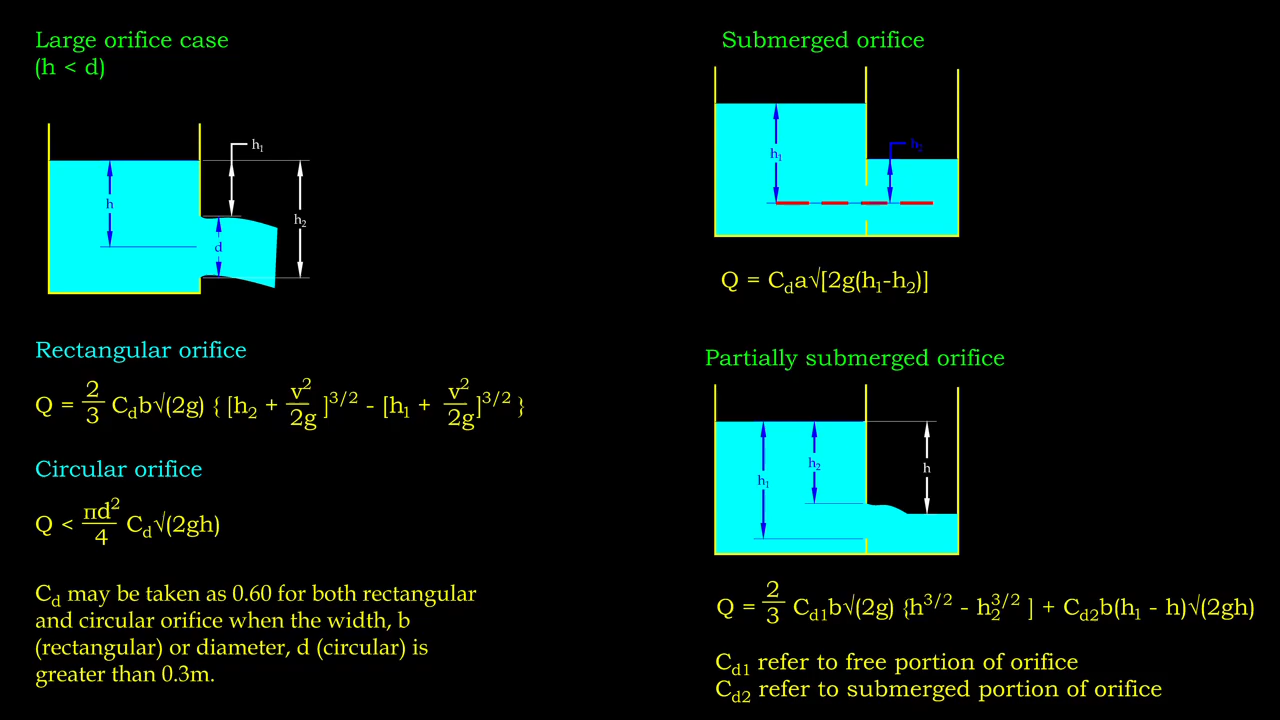 Large orifice case
(h < d)
h₁
h
h₂
d
Rectangular orifice
Q = 2/3 C_d b√(2g) { [h₂ + v²/2g ]^3/2 - [h₁ + v²/2g]^3/2 }
Circular orifice
Q < πd²/4 C_d√(2gh)
C_d may be taken as 0.60 for both rectangular
and circular orifice when the width, b
(rectangular) or diameter, d (circular) is
greater than 0.3m.
Submerged orifice
h₁
h₂
Q = C_d a√[2g(h₁-h₂)]
Partially submerged orifice
h₂
h
h₁
Q = 2/3 C_d1 b√(2g) {h^3/2 - h₂^3/2 ] + C_d2 b(h₁ - h)√(2gh)
C_d1 refer to free portion of orifice
C_d2 refer to submerged portion of orifice